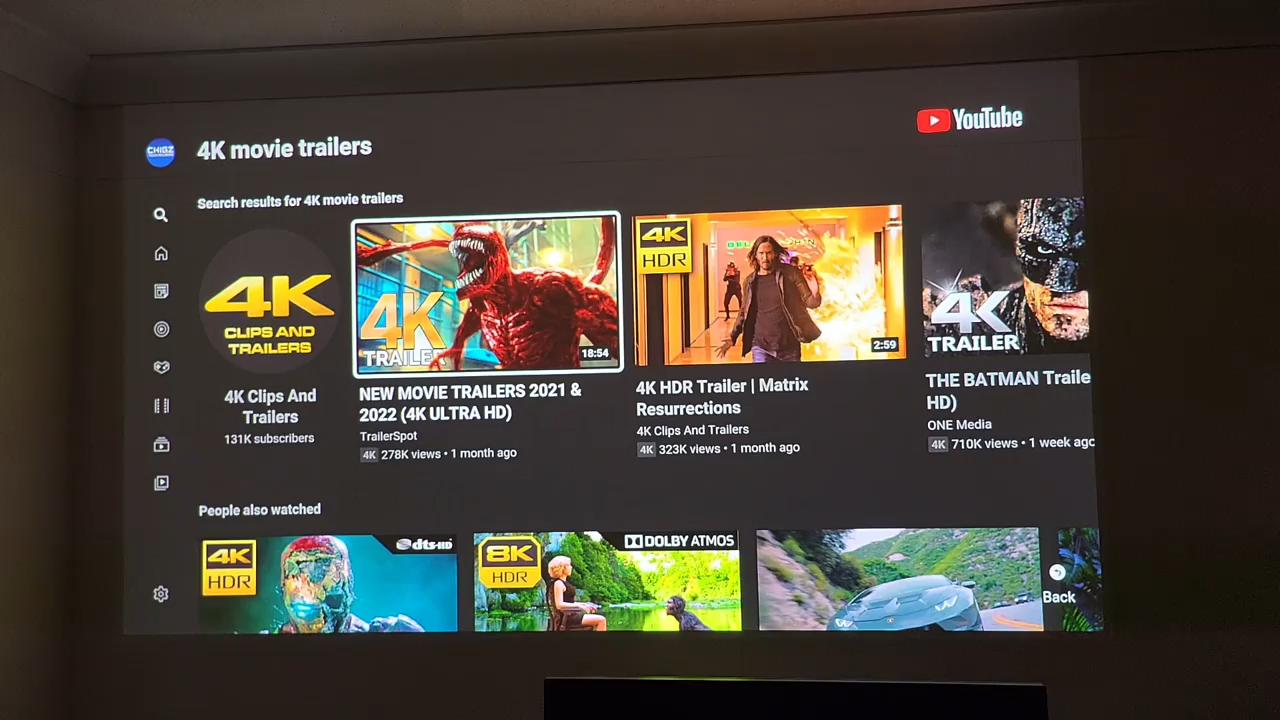 CHIGZ
4K movie trailers
YouTube
Search results for 4K movie trailers
4K
CLIPS AND
TRAILERS
4K Clips And
Trailers
131K subscribers
4K
TRAILER
18:54
NEW MOVIE TRAILERS 2021 &
2022 (4K ULTRA HD)
TrailerSpot
4K 278K views • 1 month ago
4K
HDR
2:59
4K HDR Trailer | Matrix
Resurrections
4K Clips And Trailers
4K 323K views • 1 month ago
4K
TRAILER
THE BATMAN Traile
HD)
ONE Media
4K 710K views • 1 week ago
People also watched
4K
HDR
dts-HD
8K
HDR
DOLBY ATMOS
Back